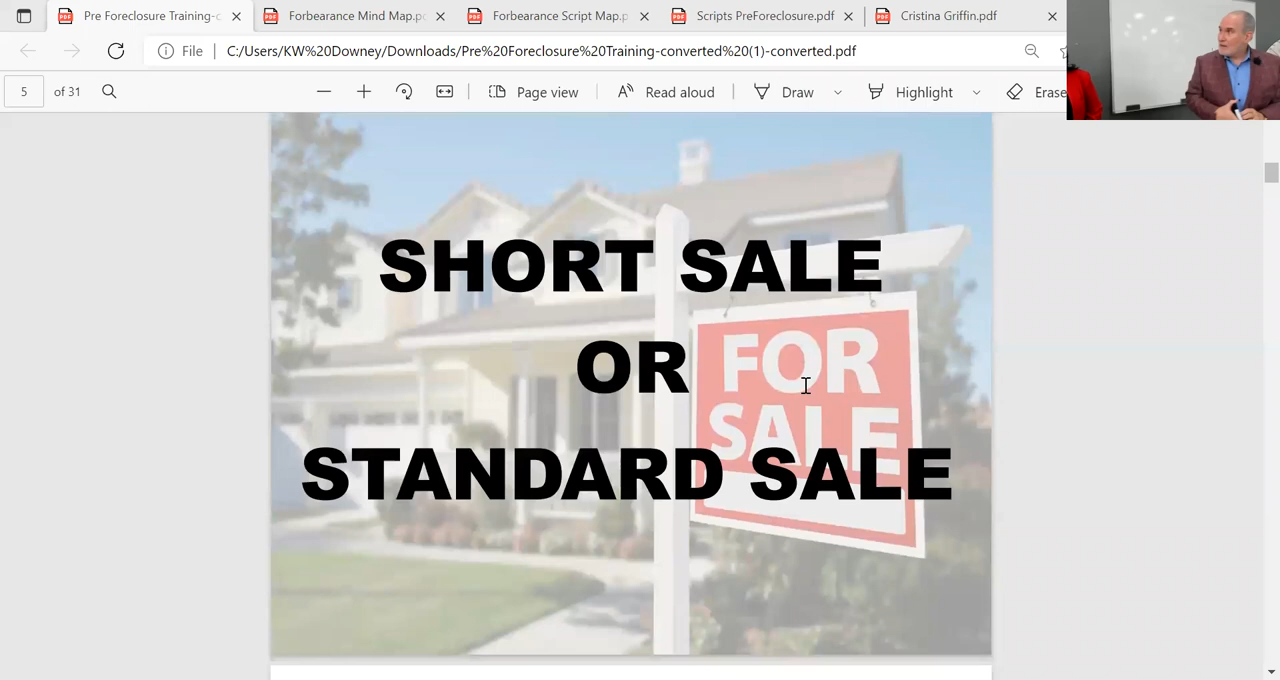 Pre Foreclosure Training-c
Forbearance Mind Map.pc
Forbearance Script Map.p
Scripts PreForeclosure.pdf
Cristina Griffin.pdf
File
C:/Users/KW%20Downey/Downloads/Pre%20Foreclosure%20Training-converted%20(1)-converted.pdf
5 of 31
Page view
Read aloud
Draw
Highlight
Erase
SHORT SALE
OR
STANDARD SALE
FOR
SALE